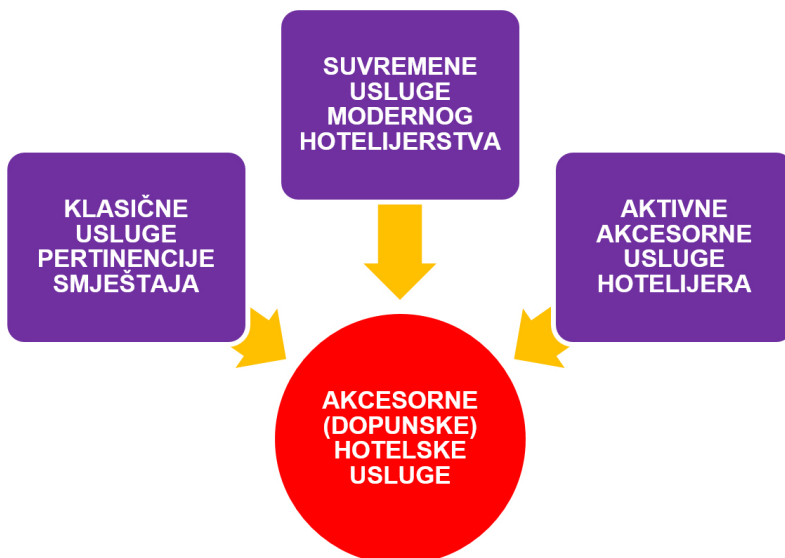 SUVREMENE
USLUGE
MODERNOG
HOTELIJERSTVA
KLASIČNE
USLUGE
PERTINENCIJE
SMJEŠTAJA
AKTIVNE
AKCESORNE
USLUGE
HOTELIJERA
AKCESORNE
(DOPUNSKE)
HOTELSKE
USLUGE